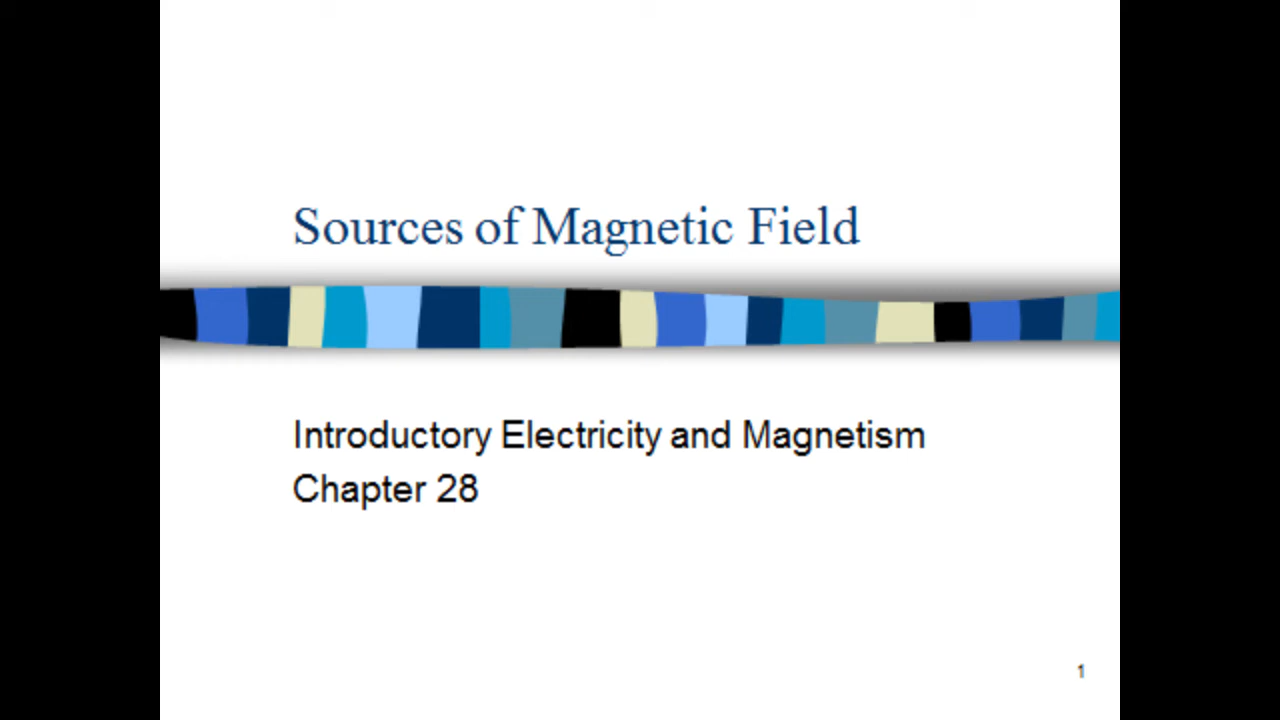 Sources of Magnetic Field
Introductory Electricity and Magnetism
Chapter 28
1